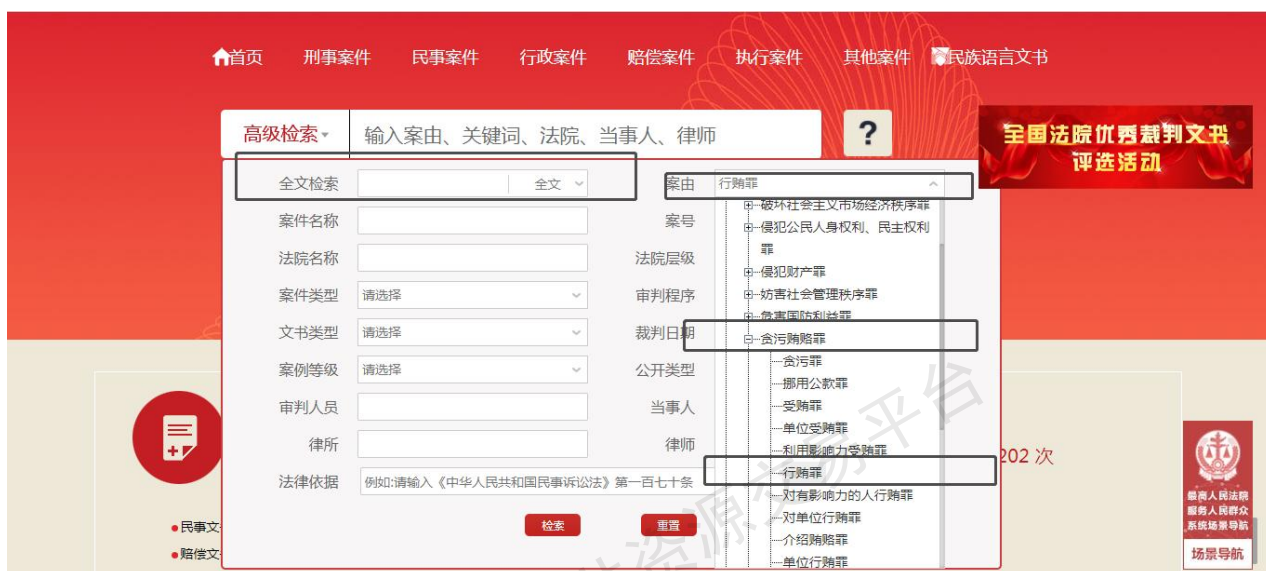 首页 刑事案件 民事案件 行政案件 赔偿案件 执行案件 其他案件 民族语言文书
高级检索 输入案由、关键词、法院、当事人、律师 ?
全国法院优秀裁判文书
评选活动
全文检索 全文 案由 行贿罪
破坏社会主义市场经济秩序罪
案件名称 案号
侵犯公民人身权利、民主权利
罪
法院名称 法院层级
侵犯财产罪
案件类型 请选择 审判程序
妨害社会管理秩序罪
危害国防利益罪
文书类型 请选择 裁判日期
贪污贿赂罪
贪污罪
案例等级 请选择 公开类型
挪用公款罪
审判人员 当事人
受贿罪
单位受贿罪
律所 律师
利用影响力受贿罪
202 次
行贿罪
法律依据 例如:请输入《中华人民共和国民事诉讼法》第一百七十条
对有影响力的人行贿罪
对单位行贿罪
检索 重置
介绍贿赂罪
单位行贿罪
民事文
赔偿文
最高人民法院
服务人民群众
系统场景导航
场景导航
资源交易平台